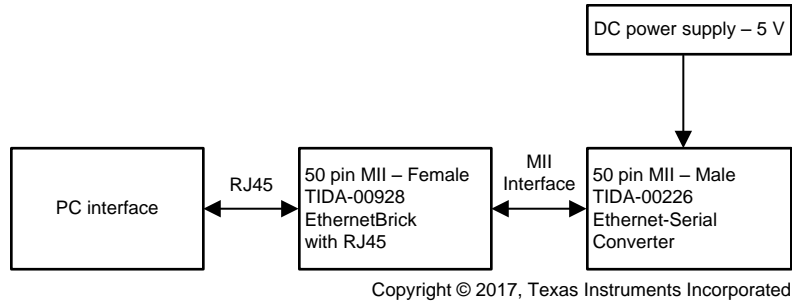 DC power supply – 5 V
PC interface
RJ45
50 pin MII – Female
TIDA-00928
EthernetBrick
with RJ45
MII
Interface
50 pin MII – Male
TIDA-00226
Ethernet-Serial
Converter
Copyright © 2017, Texas Instruments Incorporated